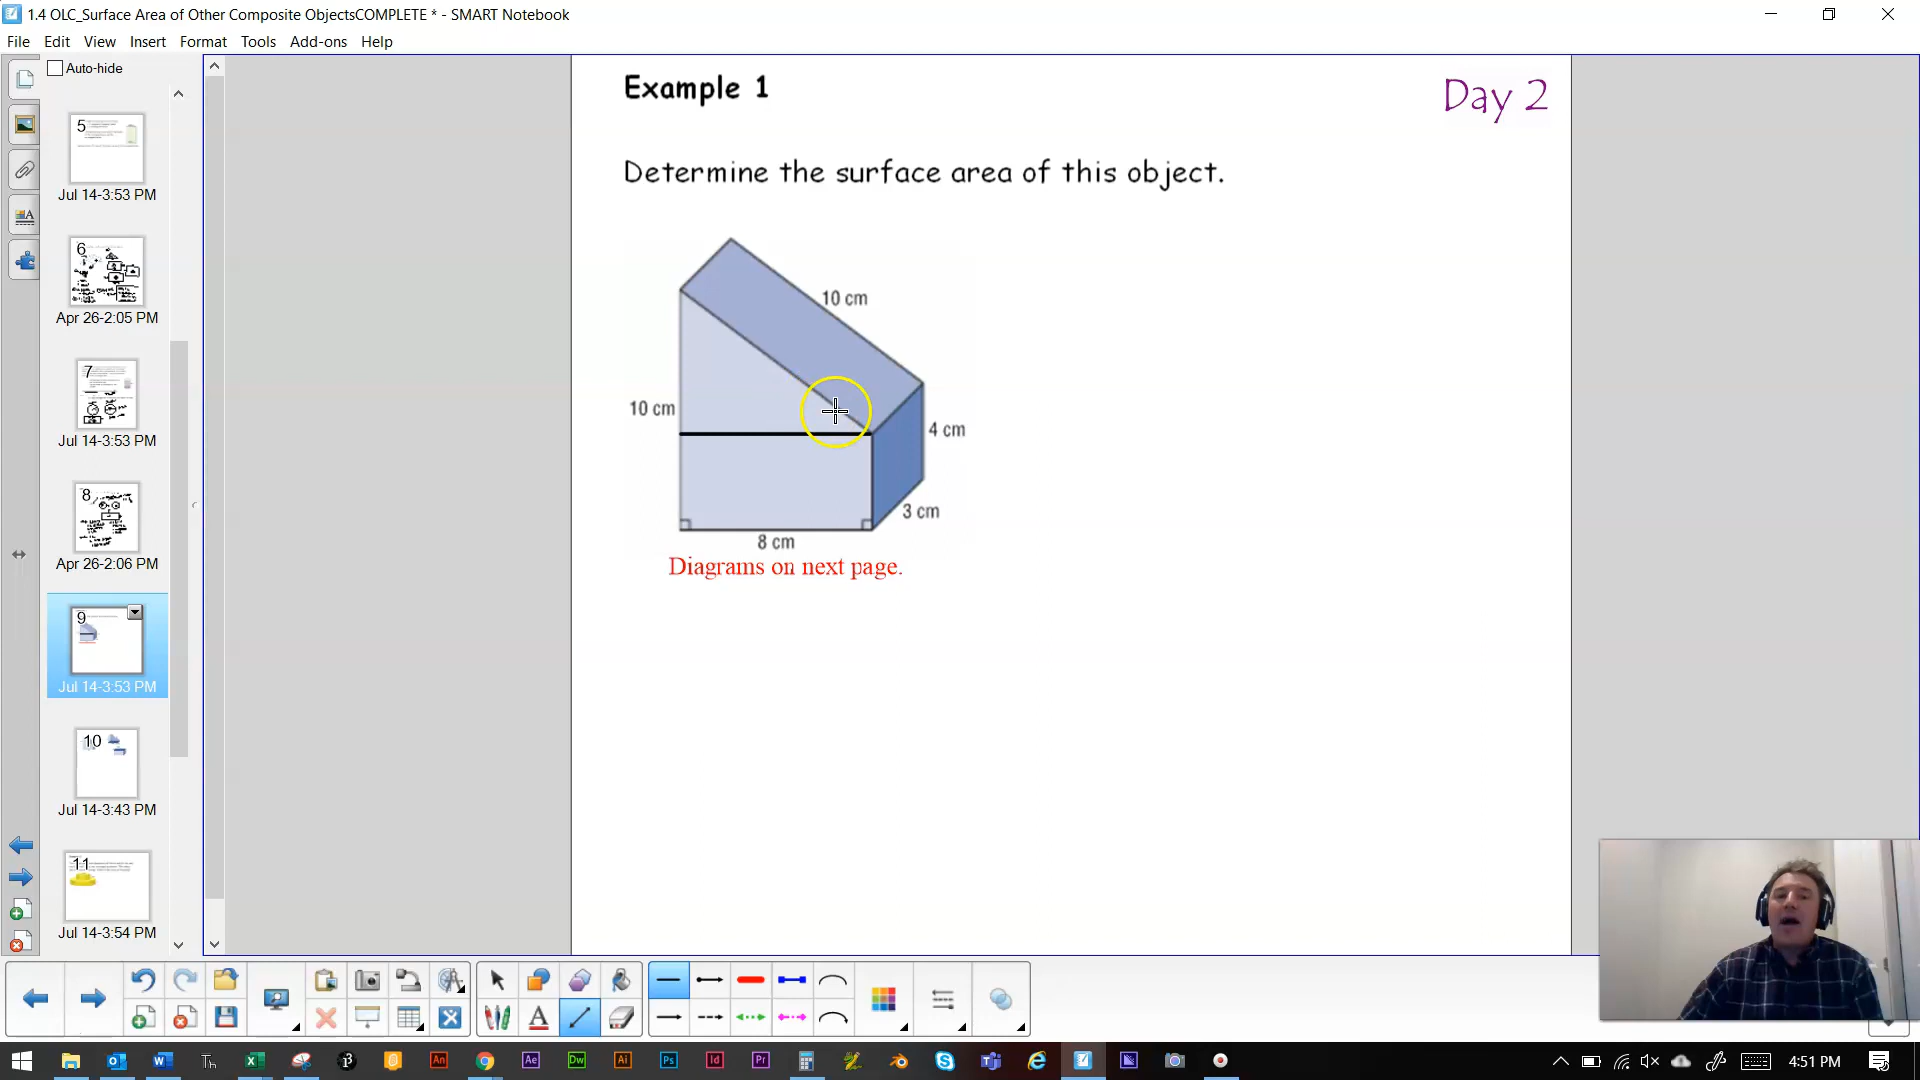 1.4 OLC_Surface Area of Other Composite ObjectsCOMPLETE * - SMART Notebook
File Edit View Insert Format Tools Add-ons Help
Auto-hide
5
Jul 14-3:53 PM
6
Apr 26-2:05 PM
7
Jul 14-3:53 PM
8
Apr 26-2:06 PM
9
Jul 14-3:53 PM
10
Jul 14-3:43 PM
11
Jul 14-3:54 PM
Example 1
Day 2
Determine the surface area of this object.
10 cm
10 cm
4 cm
3 cm
8 cm
Diagrams on next page.
4:51 PM